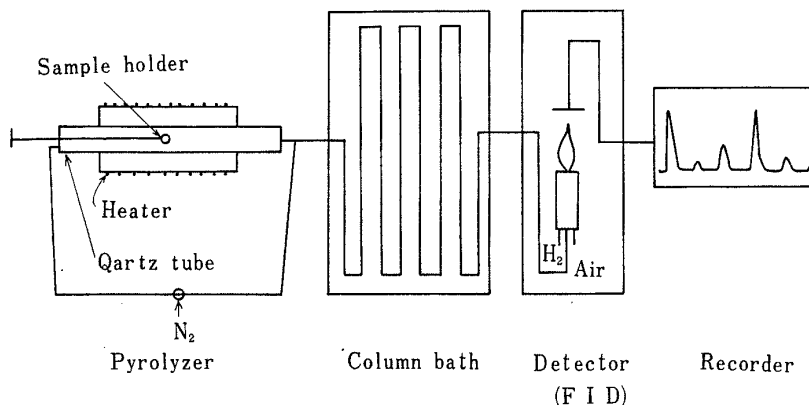 Sample holder
Heater
Qartz tube
N₂
H₂
Air
Pyrolyzer
Column bath
Detector
(F I D)
Recorder